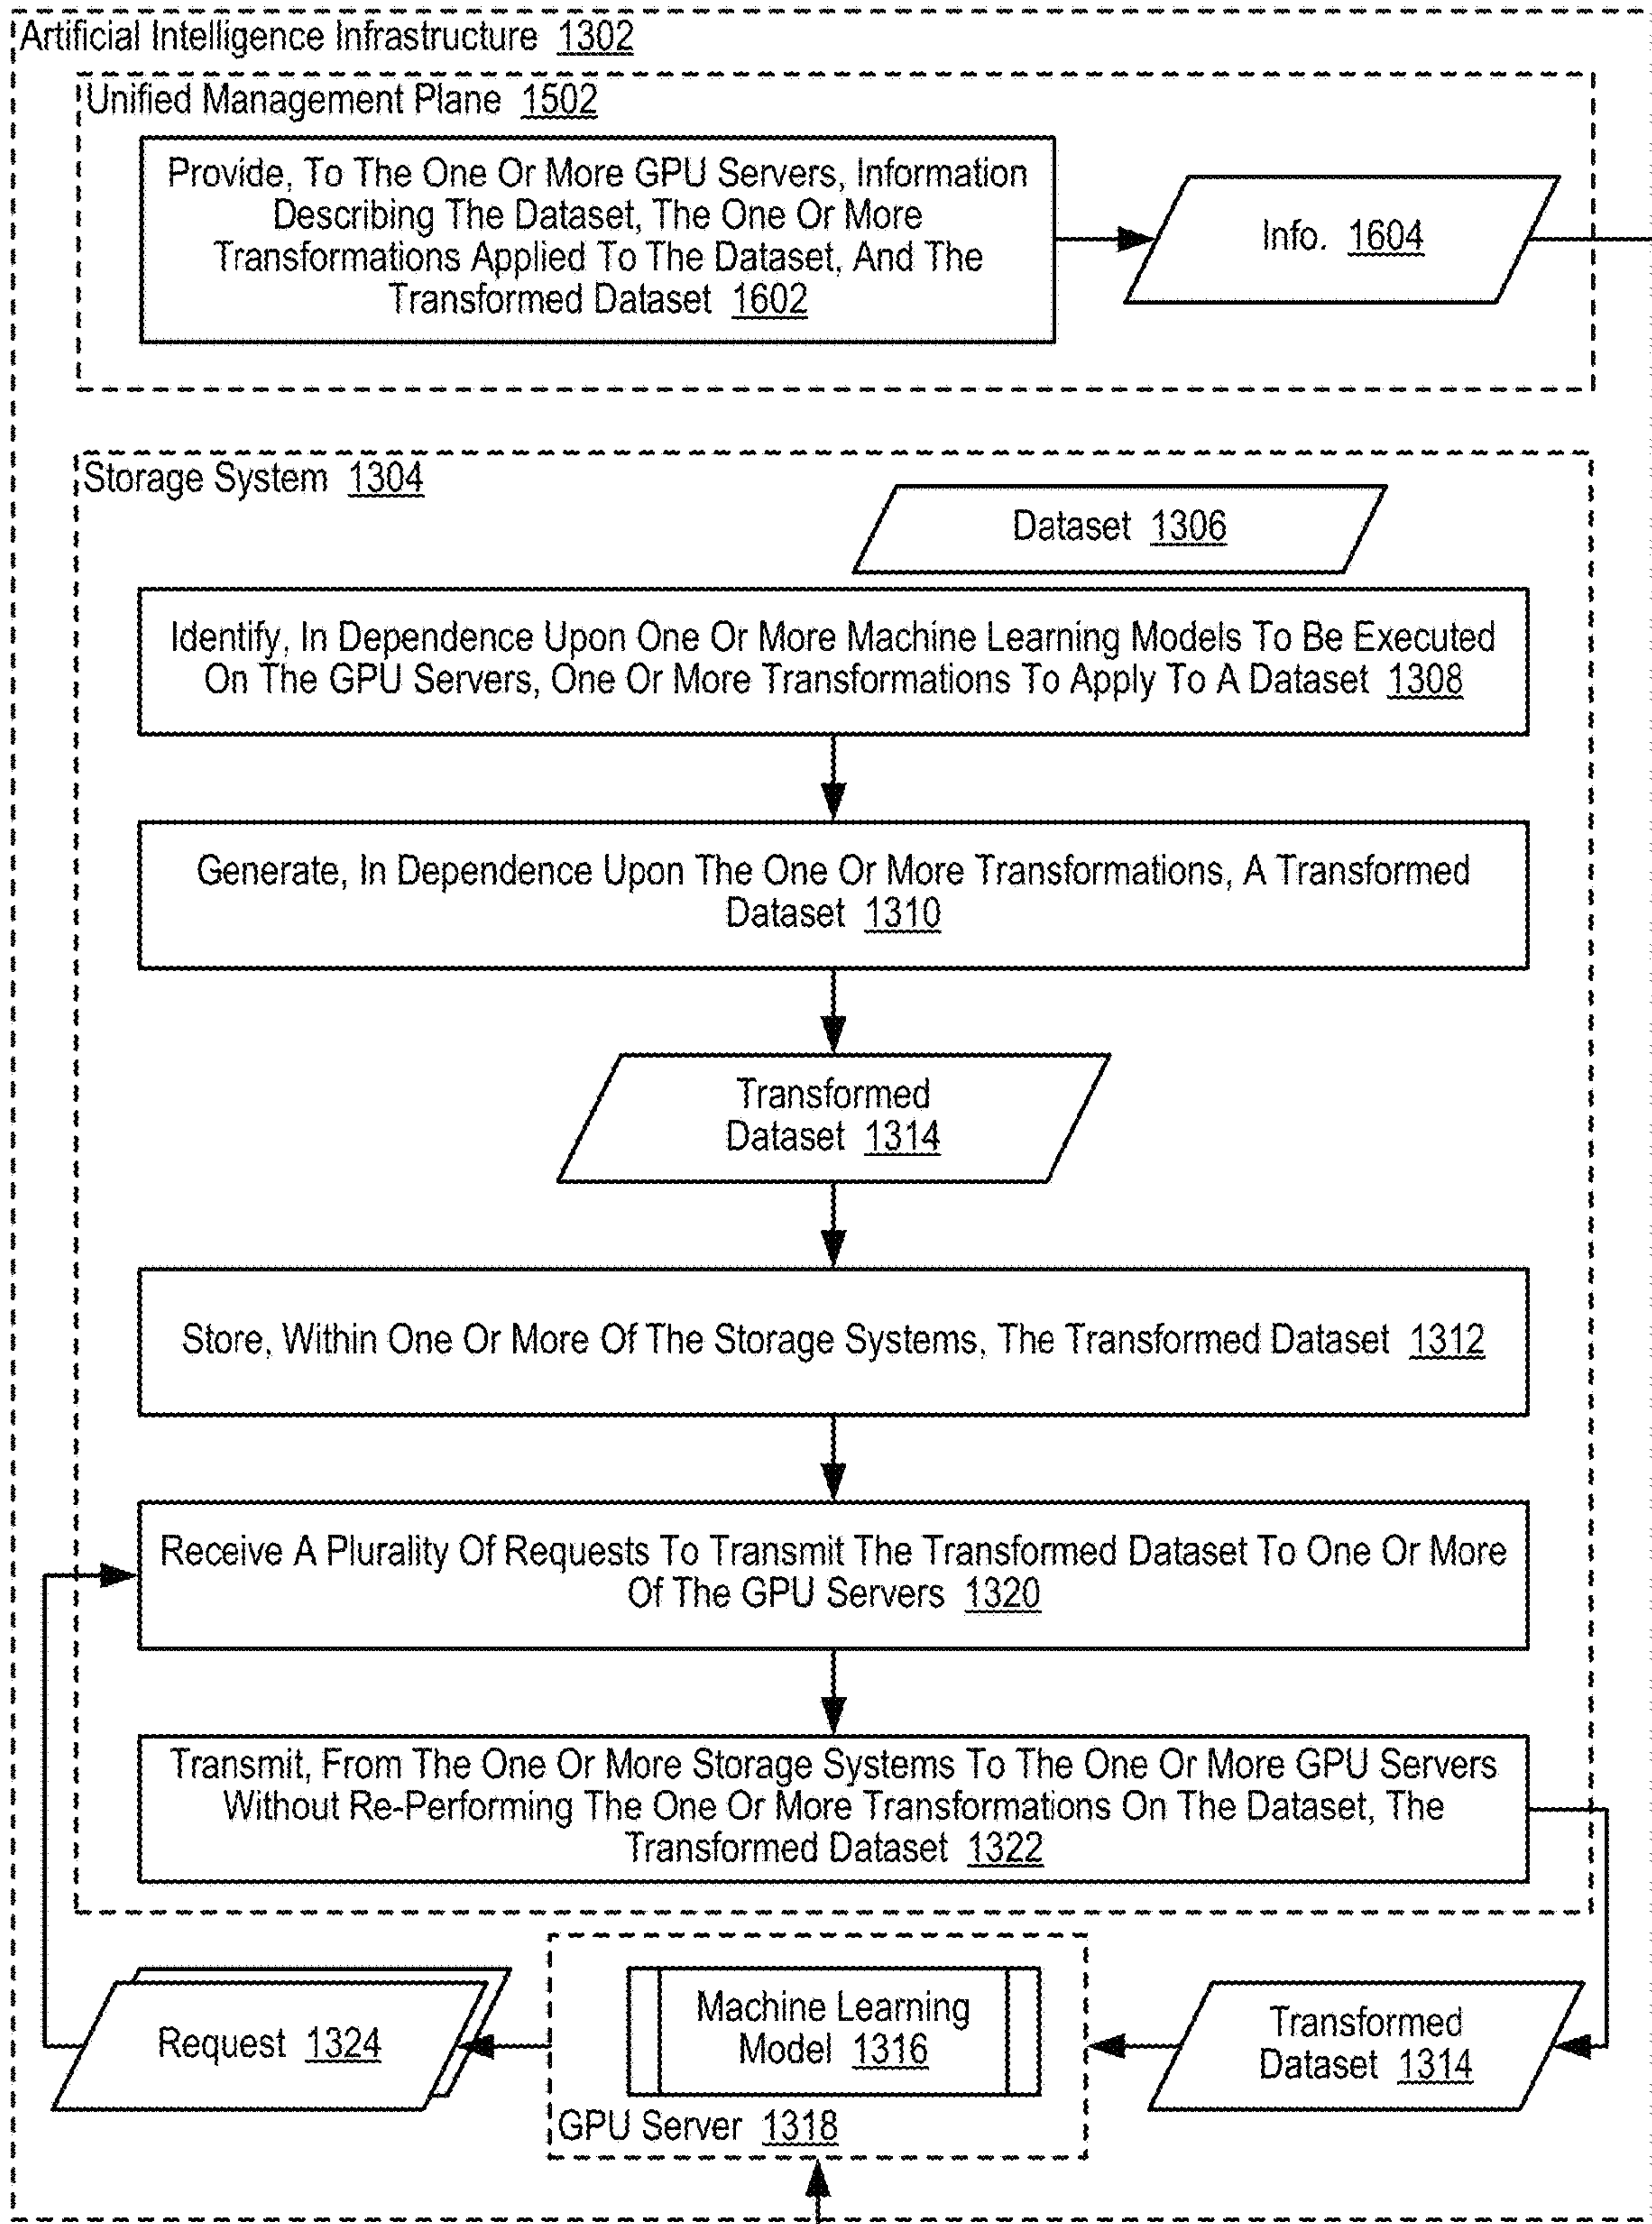 Artificial Intelligence Infrastructure 1302
Unified Management Plane 1502
Provide, To The One Or More GPU Servers, Information
Describing The Dataset, The One Or More
Transformations Applied To The Dataset, And The
Transformed Dataset 1602
Info. 1604
Storage System 1304
Dataset 1306
Identify, In Dependence Upon One Or More Machine Learning Models To Be Executed
On The GPU Servers, One Or More Transformations To Apply To A Dataset 1308
Generate, In Dependence Upon The One Or More Transformations, A Transformed
Dataset 1310
Transformed
Dataset 1314
Store, Within One Or More Of The Storage Systems, The Transformed Dataset 1312
Receive A Plurality Of Requests To Transmit The Transformed Dataset To One Or More
Of The GPU Servers 1320
Transmit, From The One Or More Storage Systems To The One Or More GPU Servers
Without Re-Performing The One Or More Transformations On The Dataset, The
Transformed Dataset 1322
Request 1324
Machine Learning
Model 1316
GPU Server 1318
Transformed
Dataset 1314